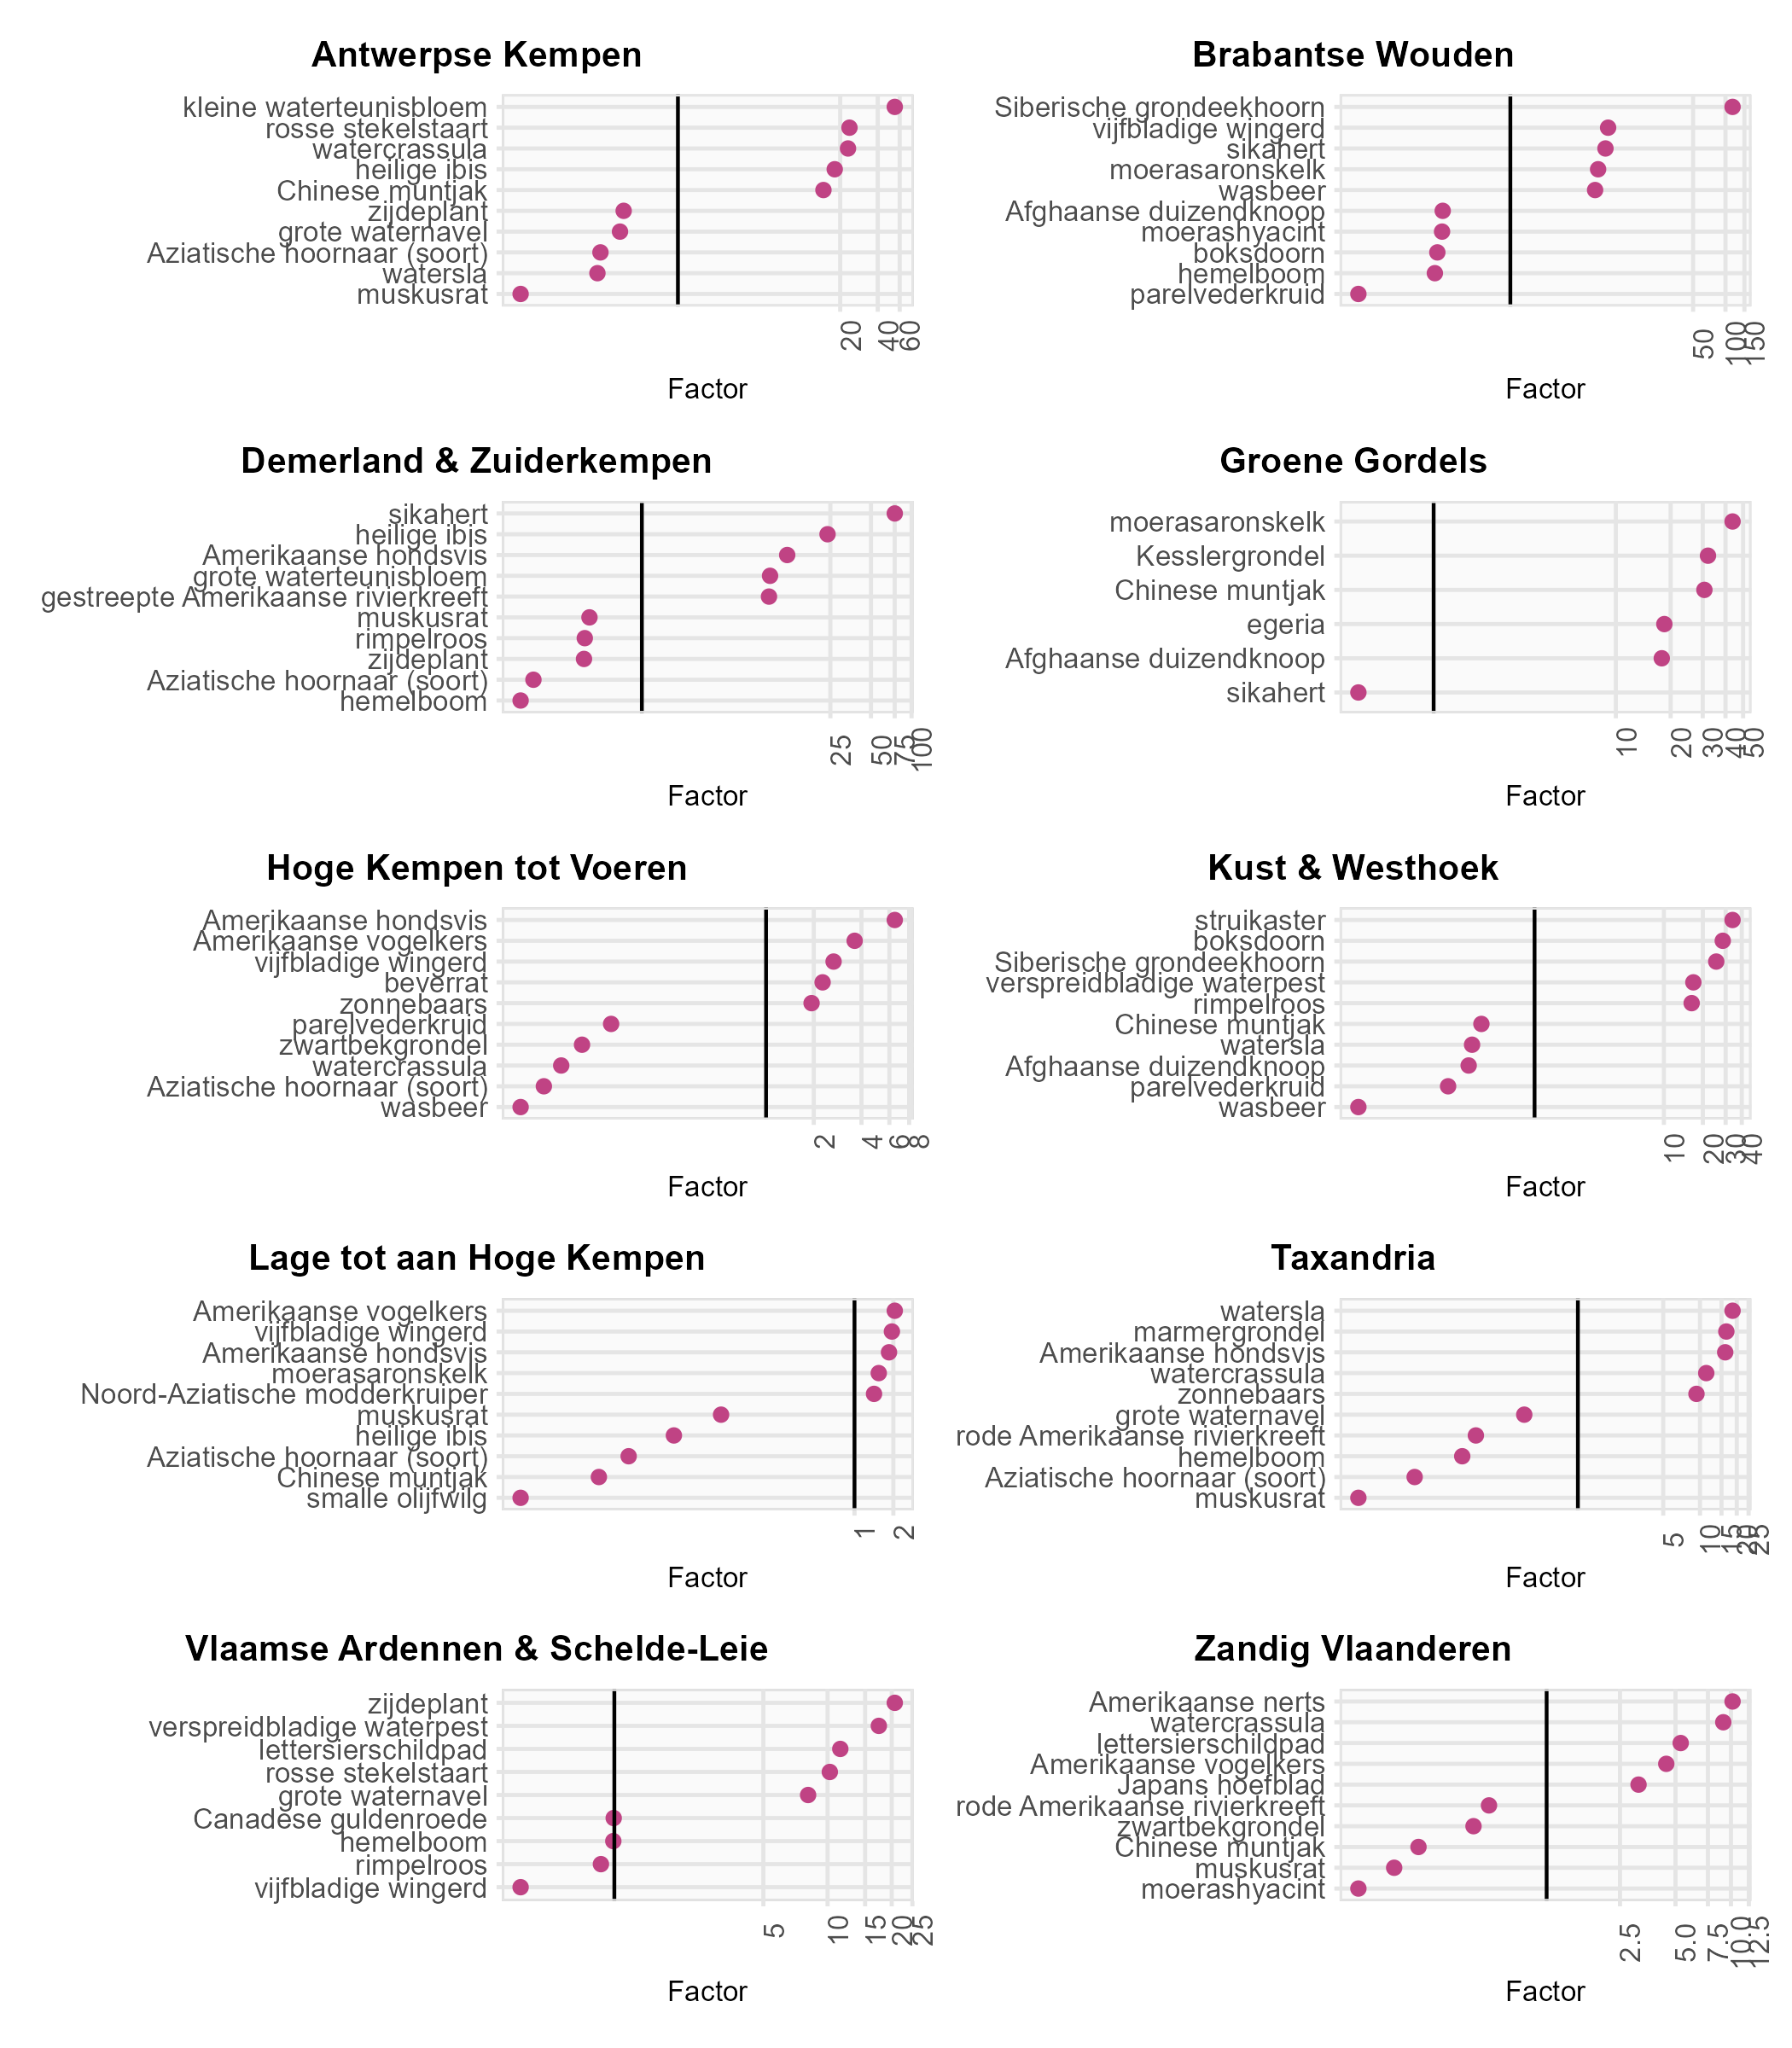 Antwerpse Kempen
kleine waterteunisbloem
rosse stekelstaart
watercrassula
heilige ibis
Chinese muntjak
zijdeplant
grote waternavel
Aziatische hoornaar (soort)
watersla
muskusrat
20
40
60
Factor
Brabantse Wouden
Siberische grondeekhoorn
vijfbladige wingerd
sikahert
moerasaronskelk
wasbeer
Afghaanse duizendknoop
moerashyacint
boksdoorn
hemelboom
parelvederkruid
50
100
150
Factor
Demerland & Zuiderkempen
sikahert
heilige ibis
Amerikaanse hondsvis
grote waterteunisbloem
gestreepte Amerikaanse rivierkreeft
muskusrat
rimpelroos
zijdeplant
Aziatische hoornaar (soort)
hemelboom
25
50
75
100
Factor
Groene Gordels
moerasaronskelk
Kesslergrondel
Chinese muntjak
egeria
Afghaanse duizendknoop
sikahert
10
20
30
40
50
Factor
Hoge Kempen tot Voeren
Amerikaanse hondsvis
Amerikaanse vogelkers
vijfbladige wingerd
beverrat
zonnebaars
parelvederkruid
zwartbekgrondel
watercrassula
Aziatische hoornaar (soort)
wasbeer
2
4
6
8
Factor
Kust & Westhoek
struikaster
boksdoorn
Siberische grondeekhoorn
verspreidbladige waterpest
rimpelroos
Chinese muntjak
watersla
Afghaanse duizendknoop
parelvederkruid
wasbeer
10
20
30
40
Factor
Lage tot aan Hoge Kempen
Amerikaanse vogelkers
vijfbladige wingerd
Amerikaanse hondsvis
moerasaronskelk
Noord-Aziatische modderkruiper
muskusrat
heilige ibis
Aziatische hoornaar (soort)
Chinese muntjak
smalle olijfwilg
1
2
Factor
Taxandria
watersla
marmergrondel
Amerikaanse hondsvis
watercrassula
zonnebaars
grote waternavel
rode Amerikaanse rivierkreeft
hemelboom
Aziatische hoornaar (soort)
muskusrat
5
10
15
20
25
Factor
Vlaamse Ardennen & Schelde-Leie
zijdeplant
verspreidbladige waterpest
lettersierschildpad
rosse stekelstaart
grote waternavel
Canadese guldenroede
hemelboom
rimpelroos
vijfbladige wingerd
5
10
15
20
25
Factor
Zandig Vlaanderen
Amerikaanse nerts
watercrassula
lettersierschildpad
Amerikaanse vogelkers
Japans hoefblad
rode Amerikaanse rivierkreeft
zwartbekgrondel
Chinese muntjak
muskusrat
moerashyacint
2.5
5.0
7.5
10.0
12.5
Factor